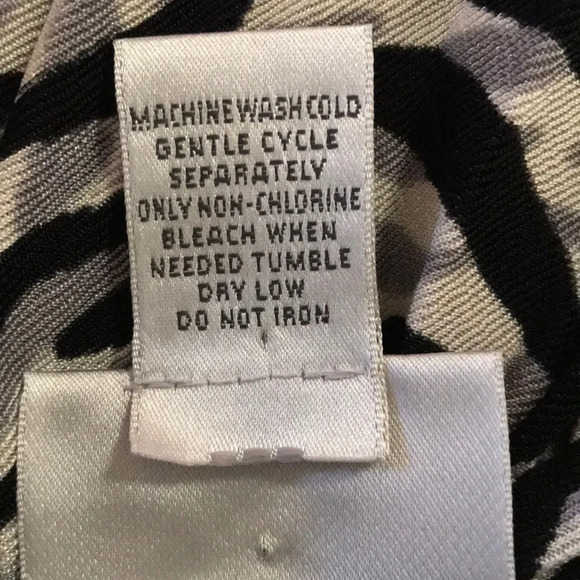 MACHINE WASH COLD
GENTLE CYCLE
SEPARATELY
ONLY NON-CHLORINE
BLEACH WHEN
NEEDED TUMBLE
DRY LOW
DO NOT IRON